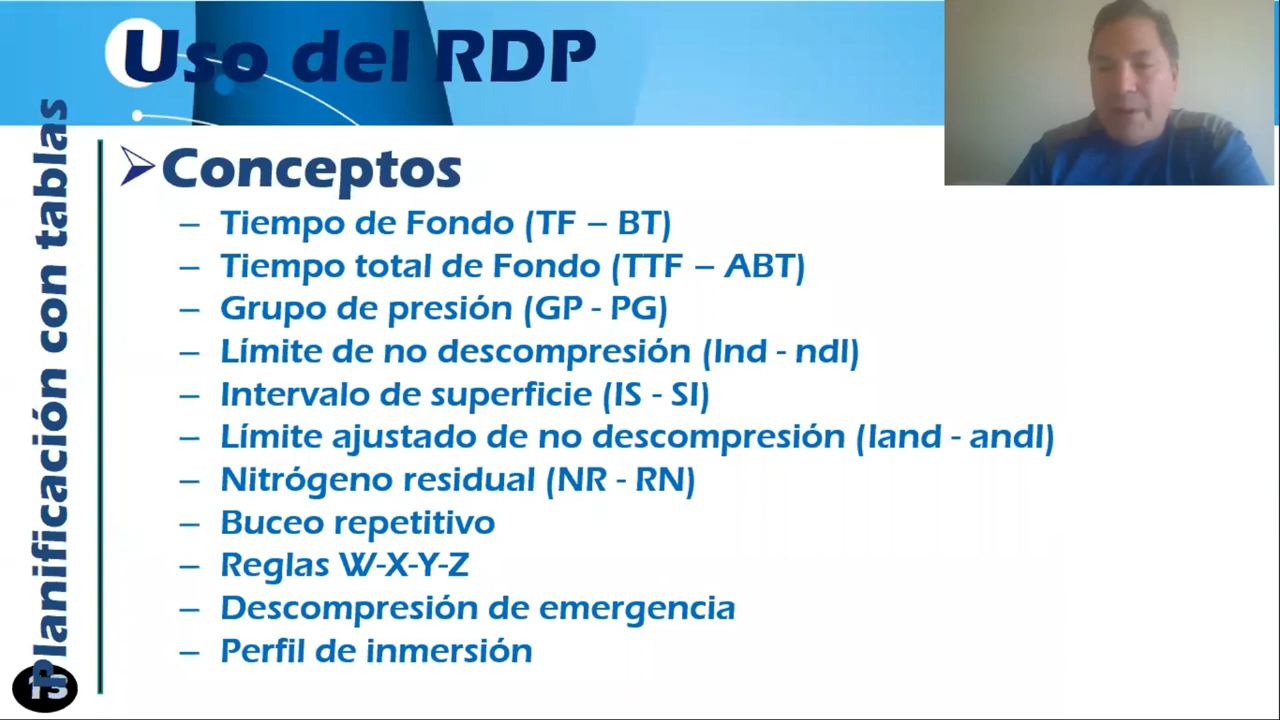 Uso del RDP
Planificación con tablas
Conceptos
– Tiempo de Fondo (TF – BT)
– Tiempo total de Fondo (TTF – ABT)
– Grupo de presión (GP - PG)
– Límite de no descompresión (lnd - ndl)
– Intervalo de superficie (IS - SI)
– Límite ajustado de no descompresión (land - andl)
– Nitrógeno residual (NR - RN)
– Buceo repetitivo
– Reglas W-X-Y-Z
– Descompresión de emergencia
– Perfil de inmersión